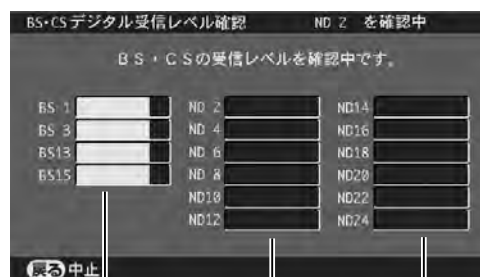 BS・CSデジタル受信レベル確認 ND 2 を確認中
BS・CSの受信レベルを確認中です。
BS 1 ND 2 ND14
BS 3 ND 4 ND16
BS13 ND 6 ND18
BS15 ND 8 ND20
ND10 ND22
ND12 ND24
戻る 中止